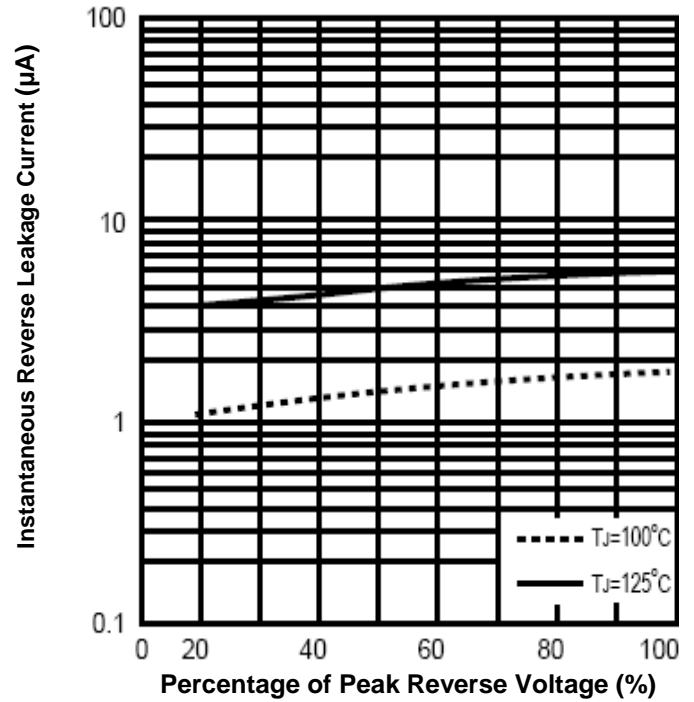 Instantaneous Reverse Leakage Current (µA)
100
10
1
0.1
TJ=100°C
TJ=125°C
0 20 40 60 80 100
Percentage of Peak Reverse Voltage (%)